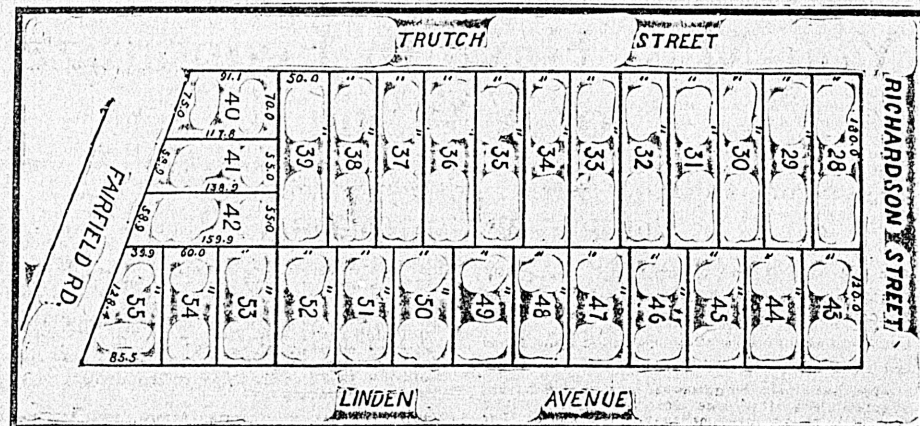 TRUTCH STREET
RICHARDSON STREET
FAIRFIELD RD.
LINDEN AVENUE
91.1
75.0 40 70.0
117.8
41 55.0
138.9
58.9 42 55.0
159.9
50.0 " " " " " " " " " " "
39 38 37 36 35 34 33 32 31 30 29 28
180.0
39.9 60.0 " " " " " " " " " " "
55 54 53 52 51 50 49 48 47 46 45 44 43
120.0
85.5